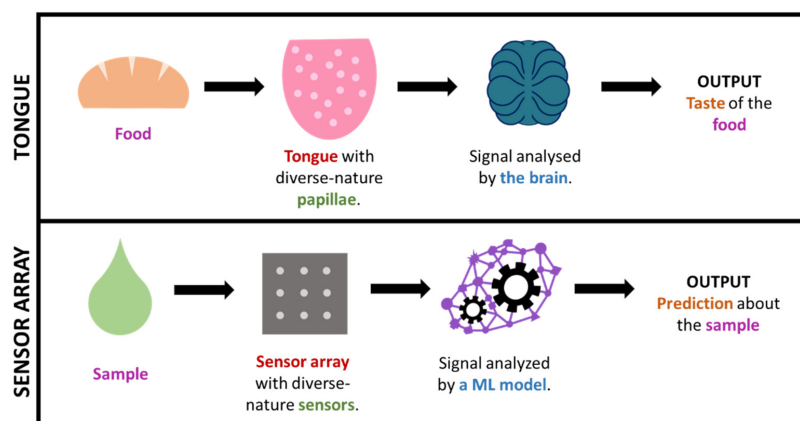 TONGUE
Food
Tongue with
diverse-nature
papillae.
Signal analysed
by the brain.
OUTPUT
Taste of the
food
SENSOR ARRAY
Sample
Sensor array
with diverse-
nature sensors.
Signal analyzed
by a ML model.
OUTPUT
Prediction about
the sample